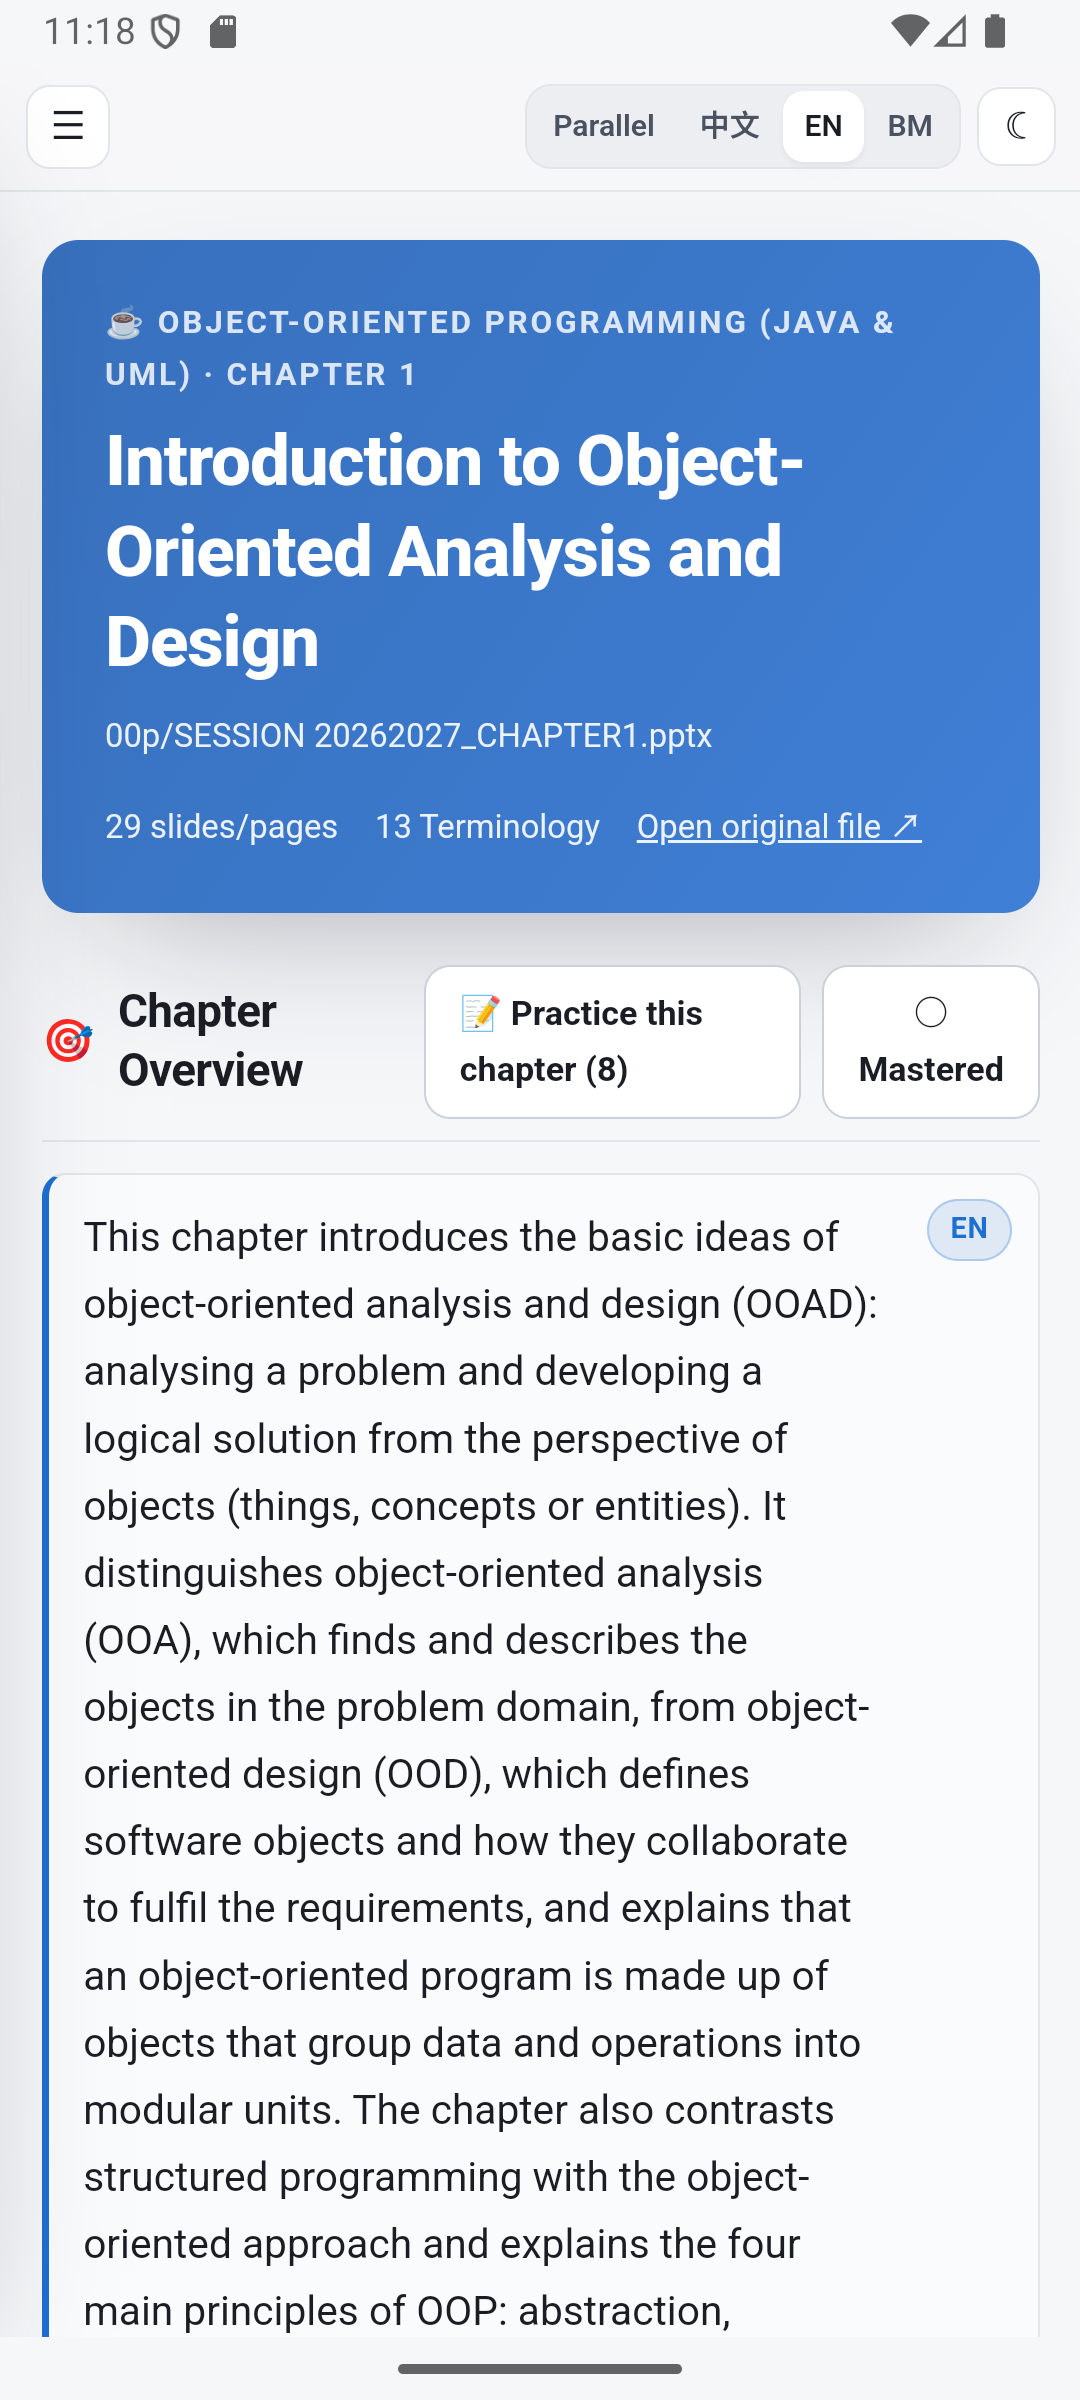 11:18
Parallel 中文 EN BM
☕ OBJECT-ORIENTED PROGRAMMING (JAVA &
UML) · CHAPTER 1
Introduction to Object-
Oriented Analysis and
Design
00p/SESSION 20262027_CHAPTER1.pptx
29 slides/pages 13 Terminology Open original file ↗
🎯 Chapter
Overview
📝 Practice this
chapter (8)
○
Mastered
EN
This chapter introduces the basic ideas of
object-oriented analysis and design (OOAD):
analysing a problem and developing a
logical solution from the perspective of
objects (things, concepts or entities). It
distinguishes object-oriented analysis
(OOA), which finds and describes the
objects in the problem domain, from object-
oriented design (OOD), which defines
software objects and how they collaborate
to fulfil the requirements, and explains that
an object-oriented program is made up of
objects that group data and operations into
modular units. The chapter also contrasts
structured programming with the object-
oriented approach and explains the four
main principles of OOP: abstraction,